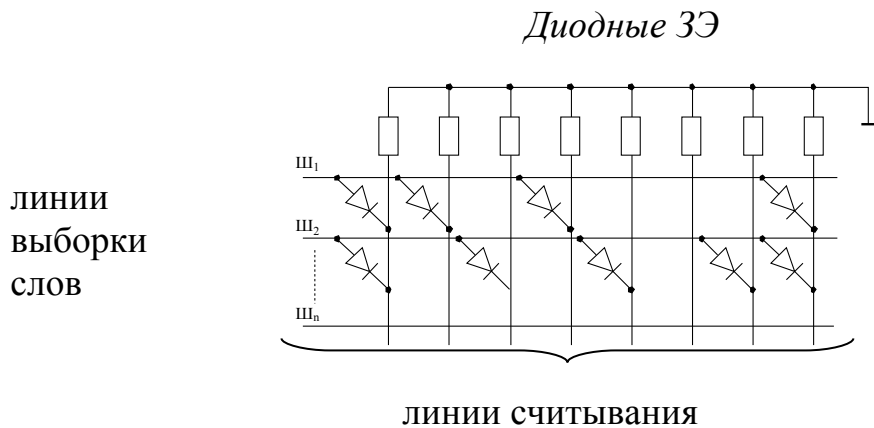 Диодные ЗЭ
Ш1
линии
выборки
слов
Ш2
Шn
линии считывания